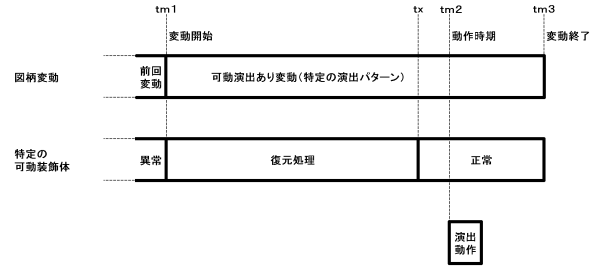 tm1
tx
tm2
tm3
変動開始
動作時期
変動終了
図柄変動
前回
変動
可動演出あり変動(特定の演出パターン)
特定の
可動装飾体
異常
復元処理
正常
演出
動作